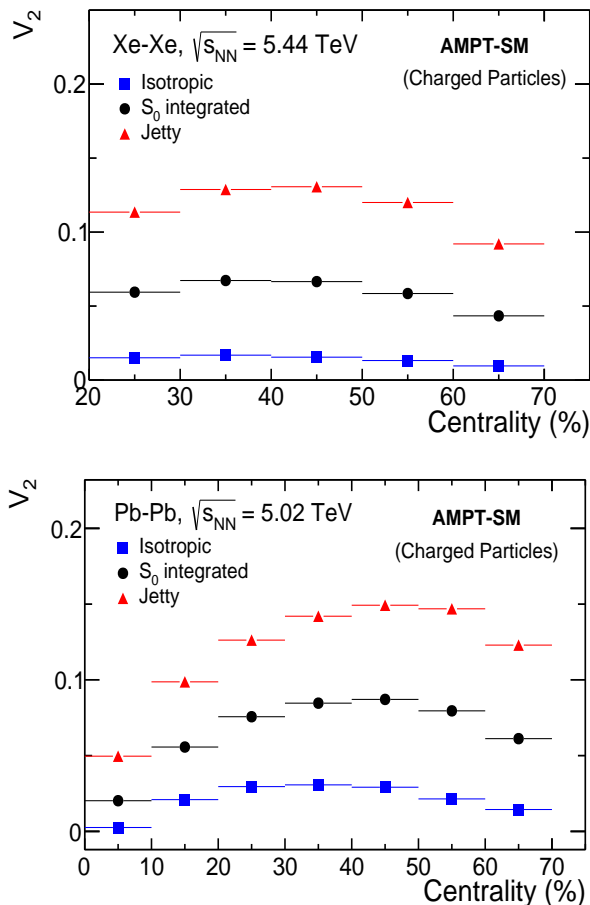 V2
Xe-Xe, √sNN = 5.44 TeV
AMPT-SM
(Charged Particles)
Isotropic
S0 integrated
Jetty
0.2
0.1
0
20 30 40 50 60 70
Centrality (%)
V2
Pb-Pb, √sNN = 5.02 TeV
AMPT-SM
(Charged Particles)
Isotropic
S0 integrated
Jetty
0.2
0.1
0
0 10 20 30 40 50 60 70
Centrality (%)